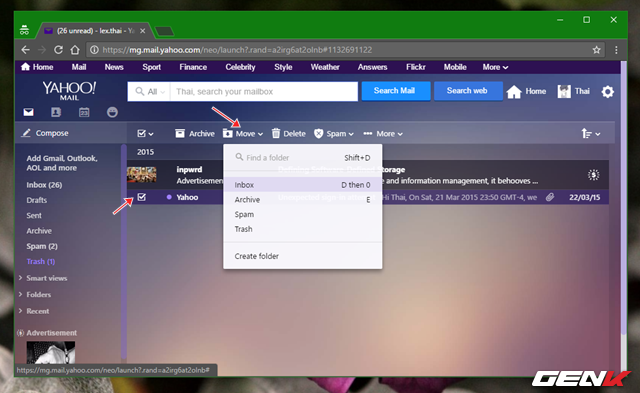 (26 unread) - lex.thai - Ya
https://mg.mail.yahoo.com/neo/launch?.rand=a2irg6at2olnb#1132691122
Home Mail News Sport Finance Celebrity Style Weather Answers Flickr Mobile More
YAHOO!
MAIL
All Thai, search your mailbox Search Mail Search web Home Thai
Compose
Archive Move Delete Spam More
Add Gmail, Outlook,
AOL and more
Inbox (26)
Drafts
Sent
Archive
Spam (2)
Trash (1)
Smart views
Folders
Recent
Advertisement
2015
inpwrd
Storage
Advertisemen
e and information management, it behooves ...
Yahoo
Hi Thai, On Sat, 21 Mar 2015 23:50 GMT-4, we
22/03/15
Find a folder Shift+D
Inbox D then 0
Archive E
Spam
Trash
Create folder
https://mg.mail.yahoo.com/neo/launch?.rand=a2irg6at2olnb#
GENK